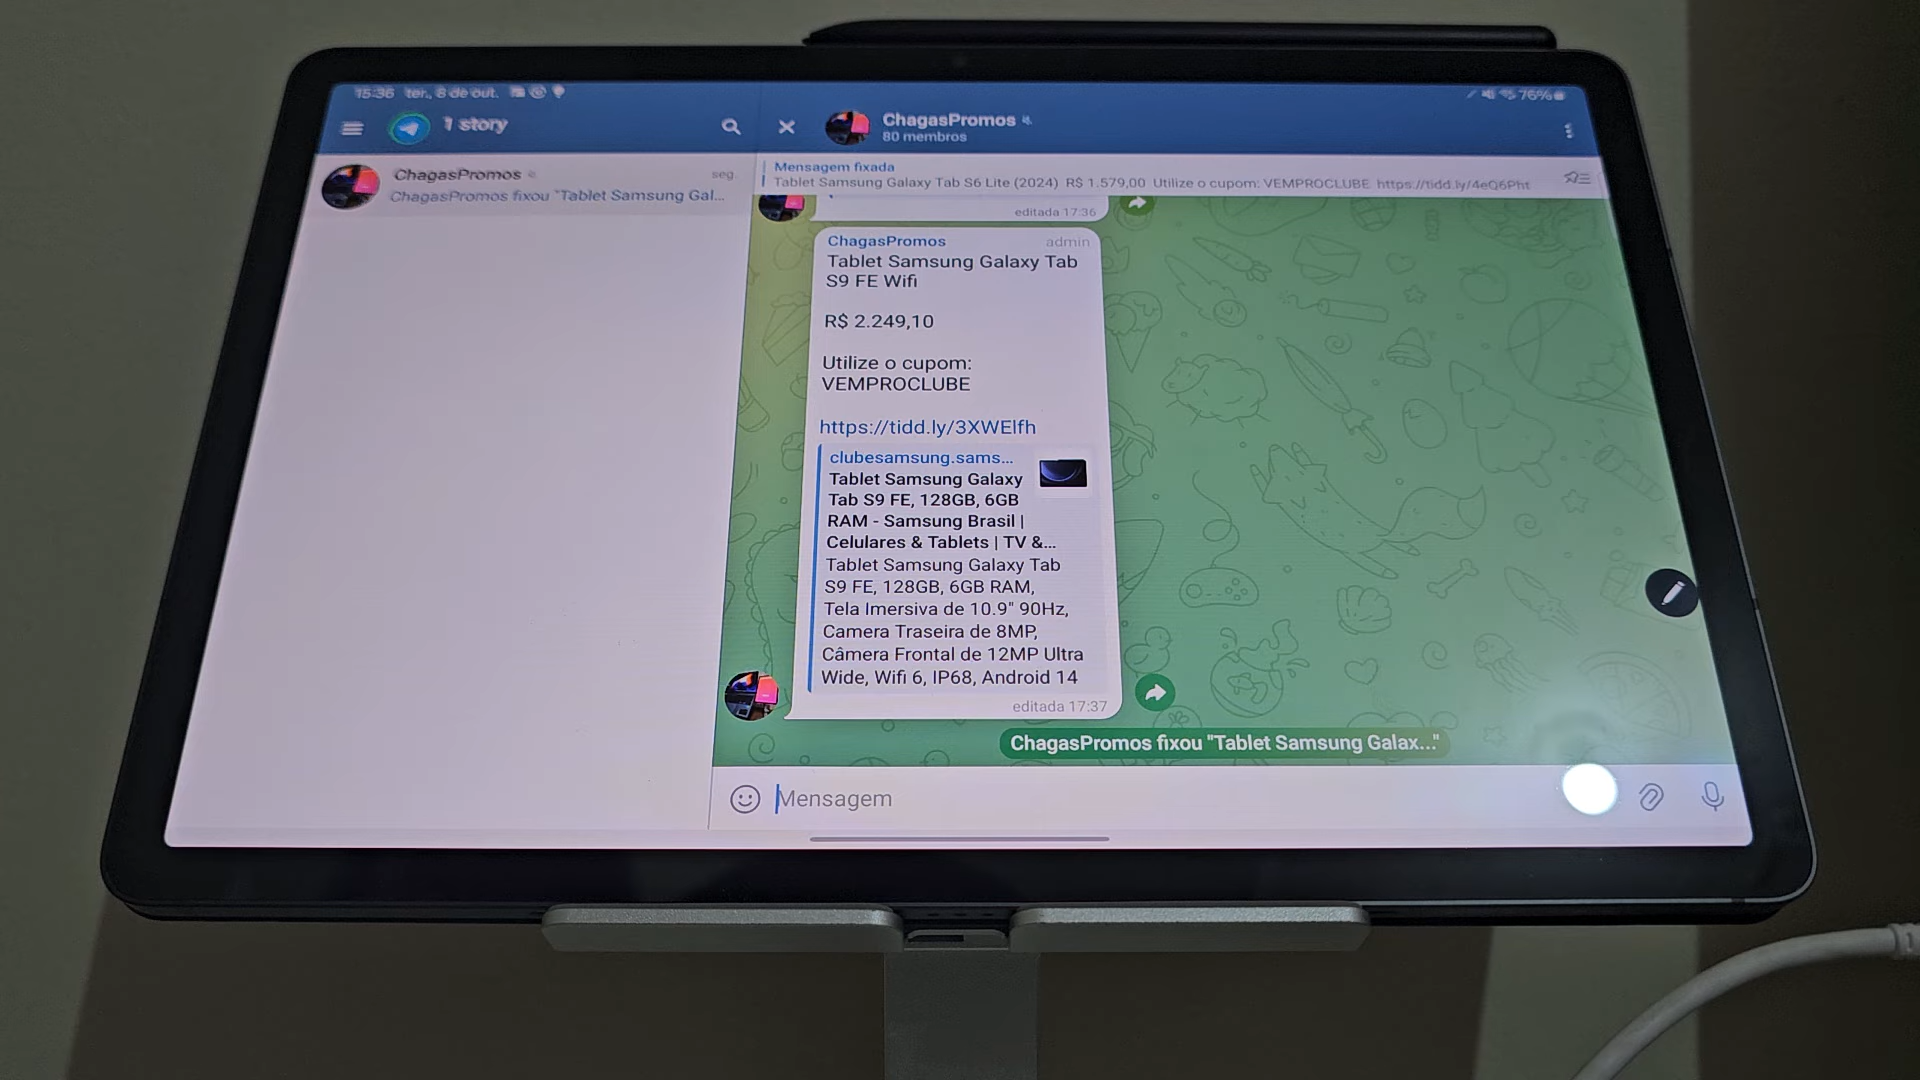 15:36 ter., 8 de out.
76%
1 story
ChagasPromos
80 membros
ChagasPromos
seg.
ChagasPromos fixou "Tablet Samsung Gal...
Mensagem fixada
Tablet Samsung Galaxy Tab S6 Lite (2024) R$ 1.579,00 Utilize o cupom: VEMPROCLUBE https://tidd.ly/4eQ6Pht
editada 17:36
ChagasPromos
admin
Tablet Samsung Galaxy Tab
S9 FE Wifi
R$ 2.249,10
Utilize o cupom:
VEMPROCLUBE
https://tidd.ly/3XWElfh
clubesamsung.sams...
Tablet Samsung Galaxy
Tab S9 FE, 128GB, 6GB
RAM - Samsung Brasil |
Celulares & Tablets | TV &...
Tablet Samsung Galaxy Tab
S9 FE, 128GB, 6GB RAM,
Tela Imersiva de 10.9" 90Hz,
Camera Traseira de 8MP,
Câmera Frontal de 12MP Ultra
Wide, Wifi 6, IP68, Android 14
editada 17:37
ChagasPromos fixou "Tablet Samsung Galax..."
Mensagem